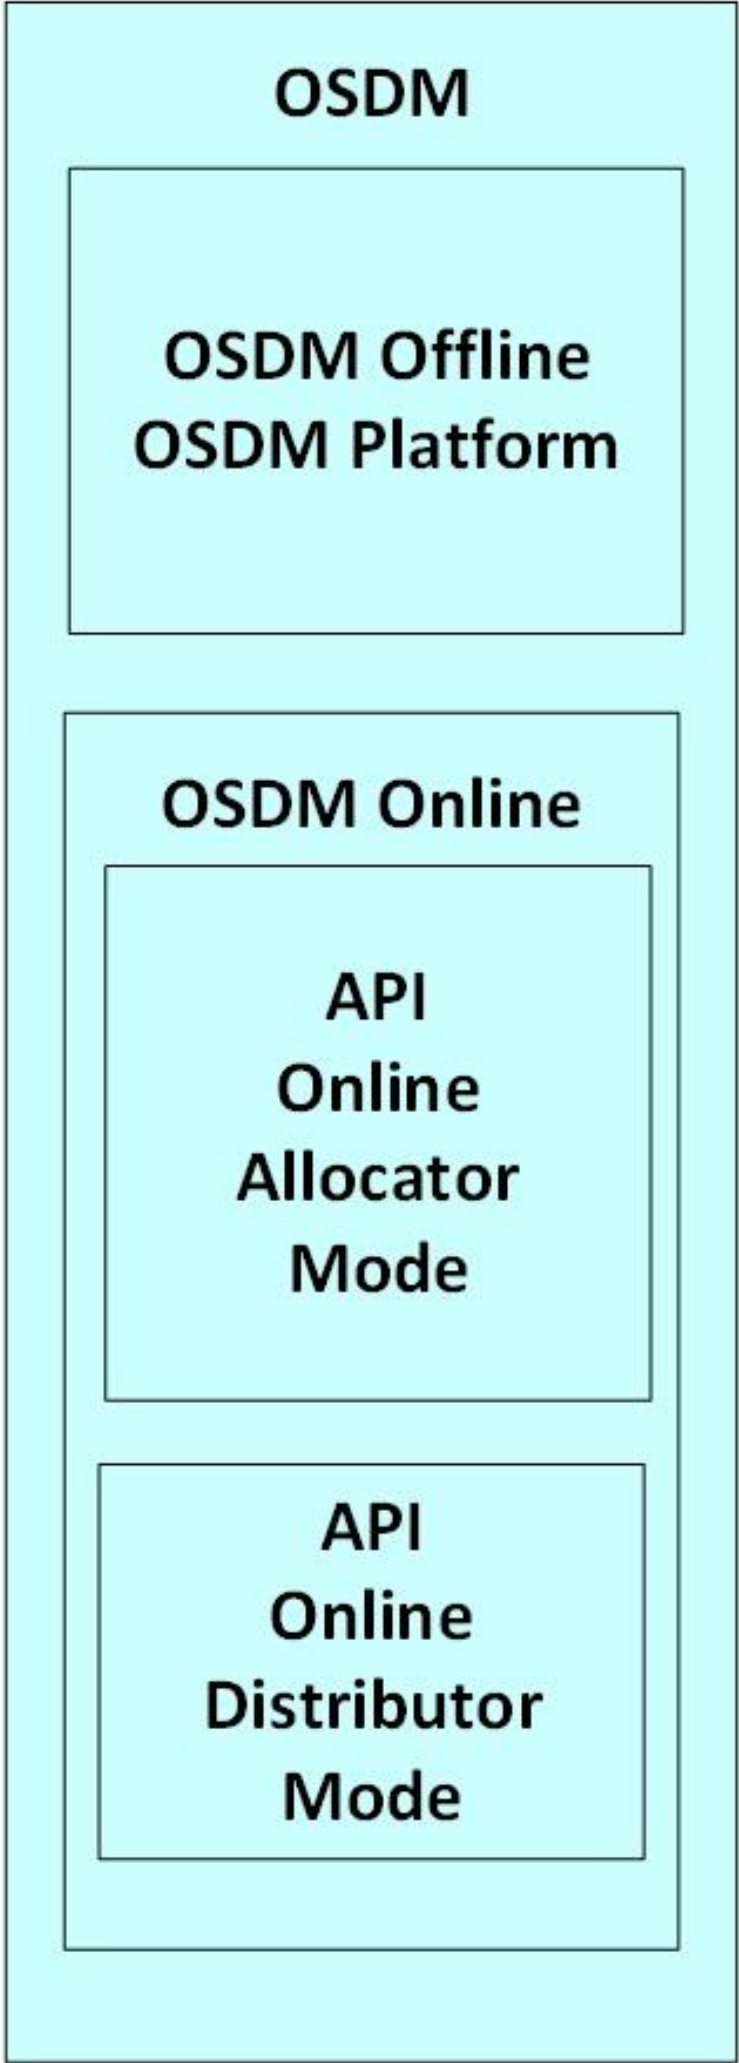 OSDM
OSDM Offline
OSDM Platform
OSDM Online
API
Online
Allocator
Mode
API
Online
Distributor
Mode